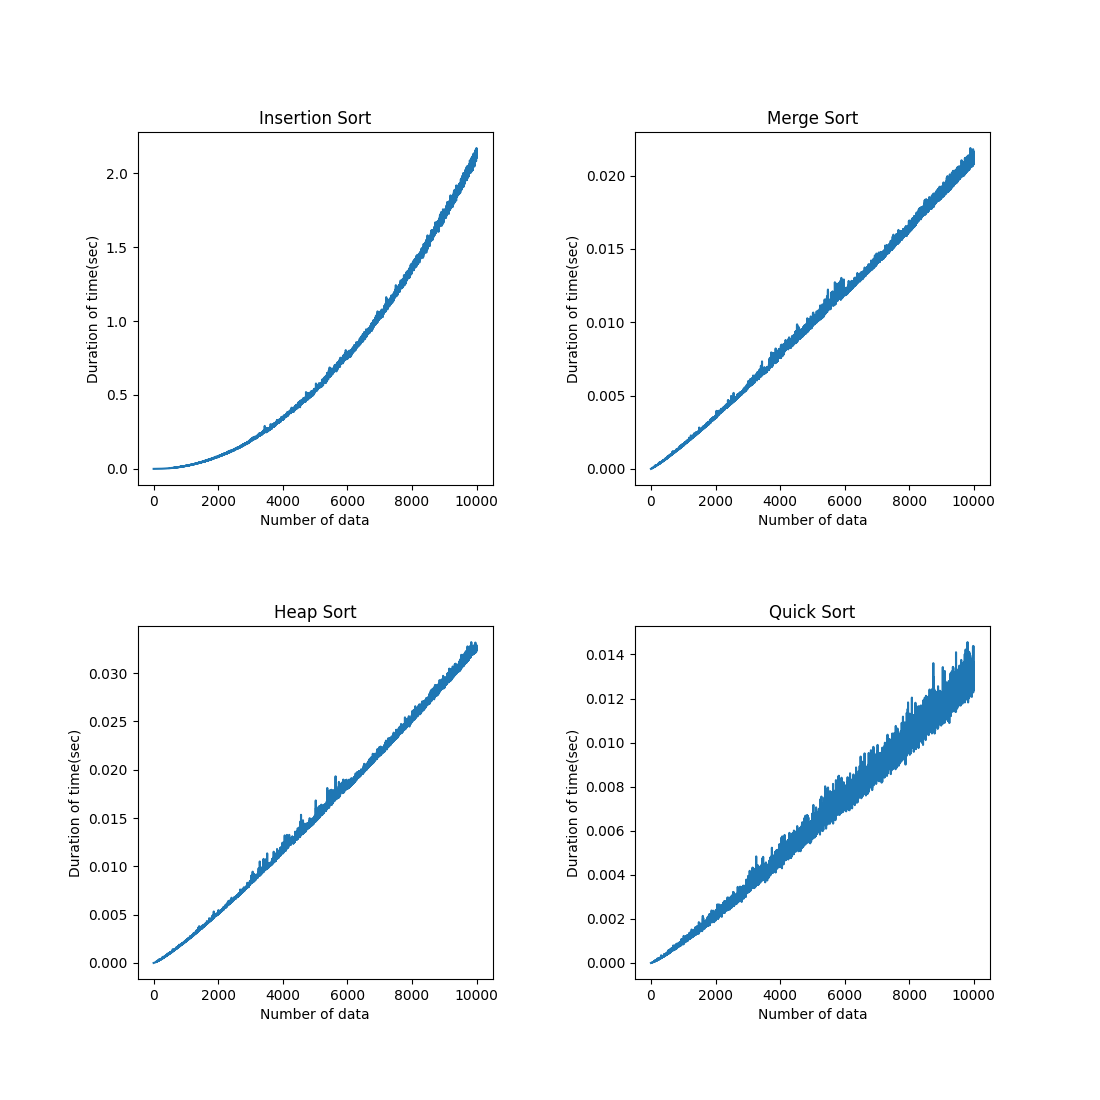 Insertion Sort
Duration of time(sec)
2.0
1.5
1.0
0.5
0.0
0 2000 4000 6000 8000 10000
Number of data
Merge Sort
Duration of time(sec)
0.020
0.015
0.010
0.005
0.000
0 2000 4000 6000 8000 10000
Number of data
Heap Sort
Duration of time(sec)
0.030
0.025
0.020
0.015
0.010
0.005
0.000
0 2000 4000 6000 8000 10000
Number of data
Quick Sort
Duration of time(sec)
0.014
0.012
0.010
0.008
0.006
0.004
0.002
0.000
0 2000 4000 6000 8000 10000
Number of data